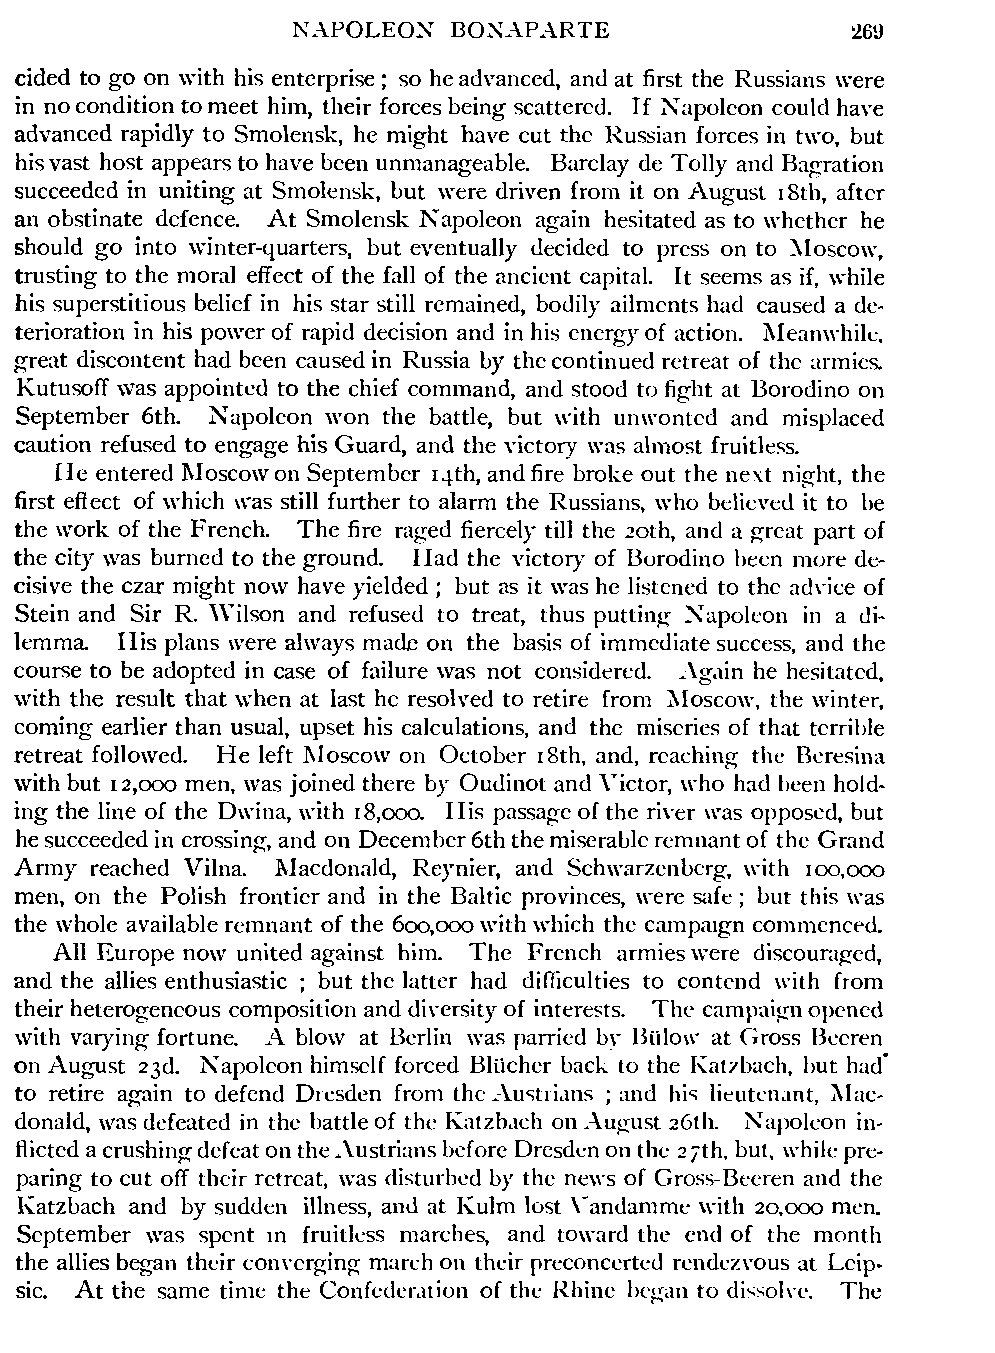 NAPOLEON BONAPARTE 269
cided to go on with his enterprise ; so he advanced, and at first the Russians were
in no condition to meet him, their forces being scattered. If Napoleon could have
advanced rapidly to Smolensk, he might have cut the Russian forces in two, but
his vast host appears to have been unmanageable. Barclay de Tolly and Bagration
succeeded in uniting at Smolensk, but were driven from it on August 18th, after
an obstinate defence. At Smolensk Napoleon again hesitated as to whether he
should go into winter-quarters, but eventually decided to press on to Moscow,
trusting to the moral effect of the fall of the ancient capital. It seems as if, while
his superstitious belief in his star still remained, bodily ailments had caused a de-
terioration in his power of rapid decision and in his energy of action. Meanwhile,
great discontent had been caused in Russia by the continued retreat of the armies.
Kutusoff was appointed to the chief command, and stood to fight at Borodino on
September 6th. Napoleon won the battle, but with unwonted and misplaced
caution refused to engage his Guard, and the victory was almost fruitless.
He entered Moscow on September 14th, and fire broke out the next night, the
first effect of which was still further to alarm the Russians, who believed it to be
the work of the French. The fire raged fiercely till the 20th, and a great part of
the city was burned to the ground. Had the victory of Borodino been more de-
cisive the czar might now have yielded ; but as it was he listened to the advice of
Stein and Sir R. Wilson and refused to treat, thus putting Napoleon in a di-
lemma. His plans were always made on the basis of immediate success, and the
course to be adopted in case of failure was not considered. Again he hesitated,
with the result that when at last he resolved to retire from Moscow, the winter,
coming earlier than usual, upset his calculations, and the miseries of that terrible
retreat followed. He left Moscow on October 18th, and, reaching the Beresina
with but 12,000 men, was joined there by Oudinot and Victor, who had been hold-
ing the line of the Dwina, with 18,000. His passage of the river was opposed, but
he succeeded in crossing, and on December 6th the miserable remnant of the Grand
Army reached Vilna. Macdonald, Reynier, and Schwarzenberg, with 100,000
men, on the Polish frontier and in the Baltic provinces, were safe ; but this was
the whole available remnant of the 600,000 with which the campaign commenced.
All Europe now united against him. The French armies were discouraged,
and the allies enthusiastic ; but the latter had difficulties to contend with from
their heterogeneous composition and diversity of interests. The campaign opened
with varying fortune. A blow at Berlin was parried by Bülow at Gross Beeren
on August 23d. Napoleon himself forced Blücher back to the Katzbach, but had
to retire again to defend Dresden from the Austrians ; and his lieutenant, Mac-
donald, was defeated in the battle of the Katzbach on August 26th. Napoleon in-
flicted a crushing defeat on the Austrians before Dresden on the 27th, but, while pre-
paring to cut off their retreat, was disturbed by the news of Gross-Beeren and the
Katzbach and by sudden illness, and at Kulm lost Vandamme with 20,000 men.
September was spent in fruitless marches, and toward the end of the month
the allies began their converging march on their preconcerted rendezvous at Leip-
sic. At the same time the Confederation of the Rhine began to dissolve. The